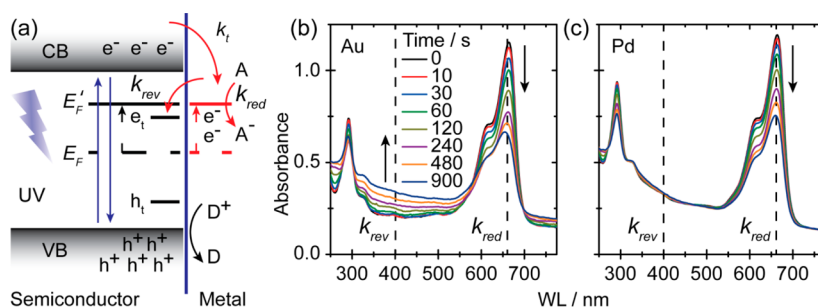 (a)
k_t
CB
e⁻ e⁻ e⁻
A
k_rev
k_red
E_F'
e_t
e⁻
A⁻
e⁻
E_F
UV
h_t
D⁺
VB
h⁺ h⁺
h⁺ h⁺ h⁺
D
Semiconductor
Metal
(b)
Au
Time / s
0
10
30
60
120
240
480
900
Absorbance
1.0
0.5
0.0
k_rev
k_red
300 400 500 600 700
(c)
Pd
k_rev
k_red
300 400 500 600 700
WL / nm